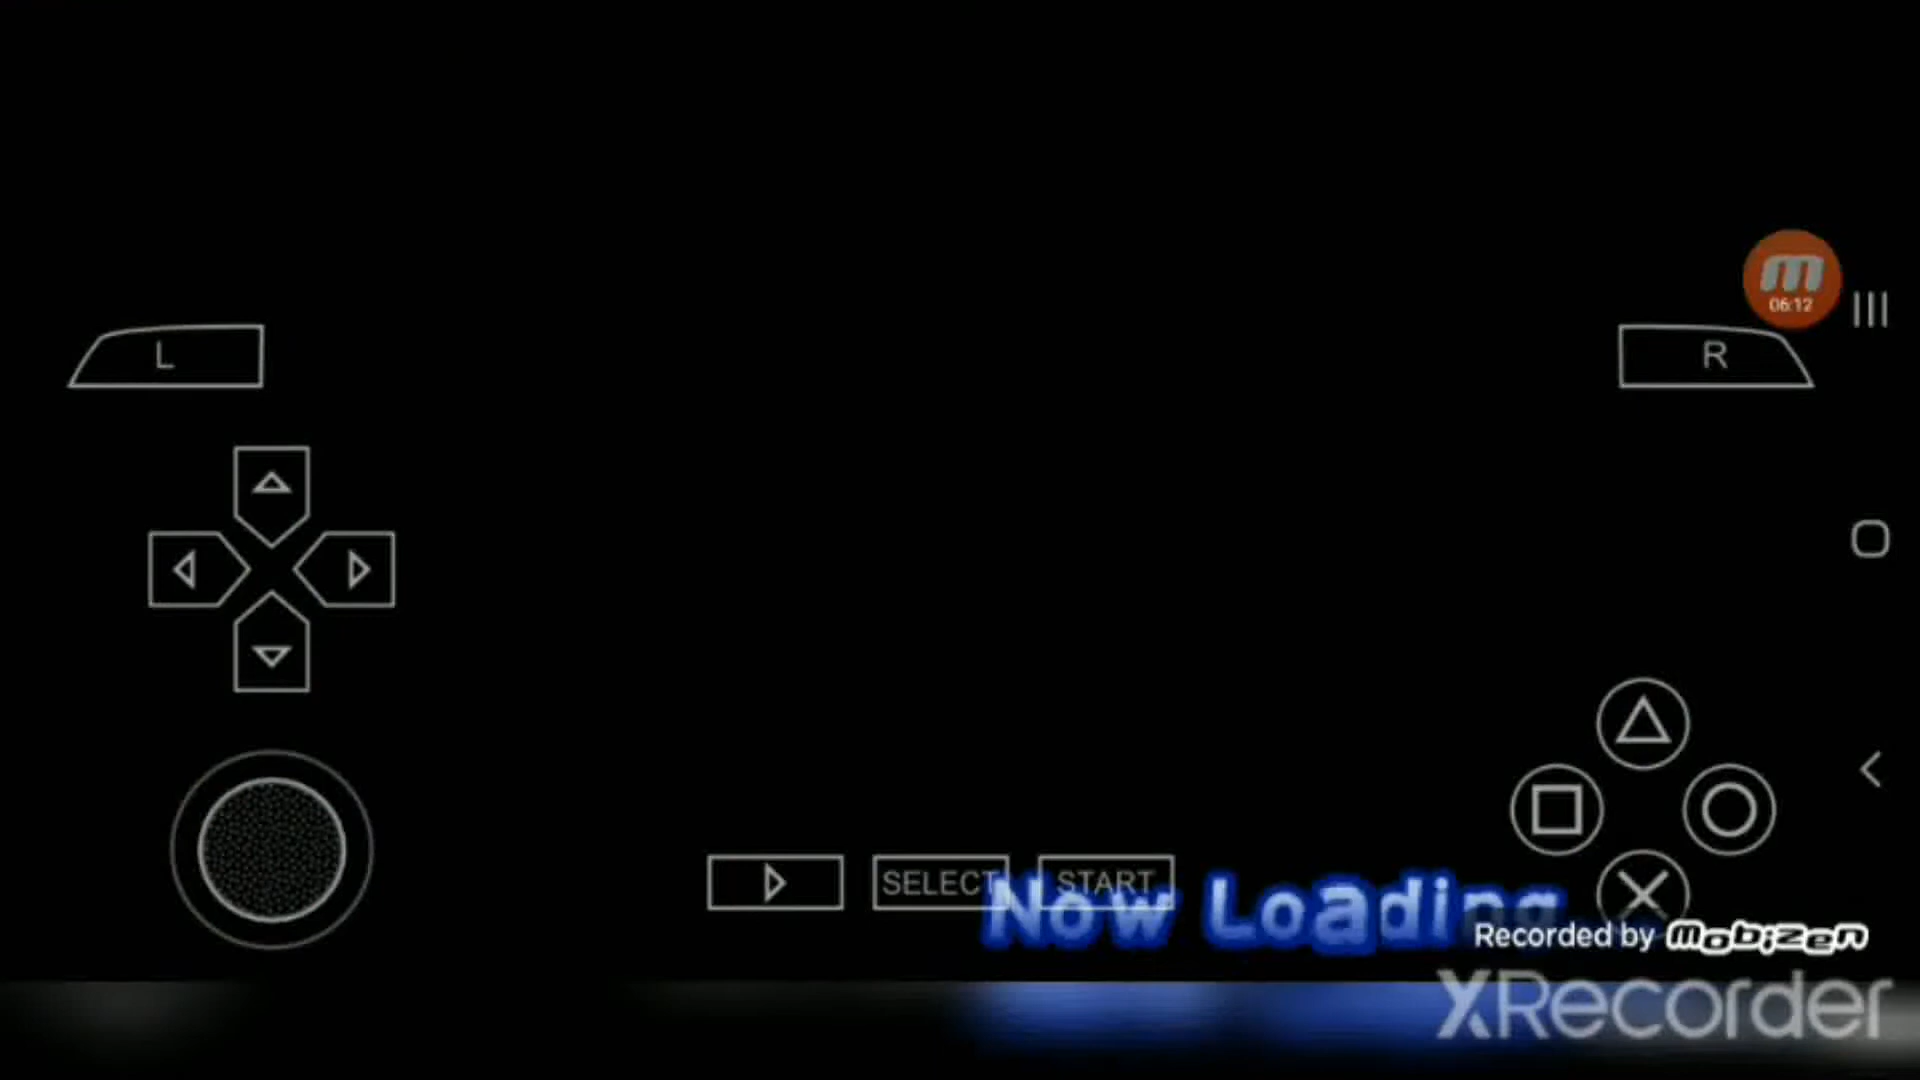 M
06:12
L
R
SELECT
START
Now Loading
Recorded by Mobizen
XRecorder